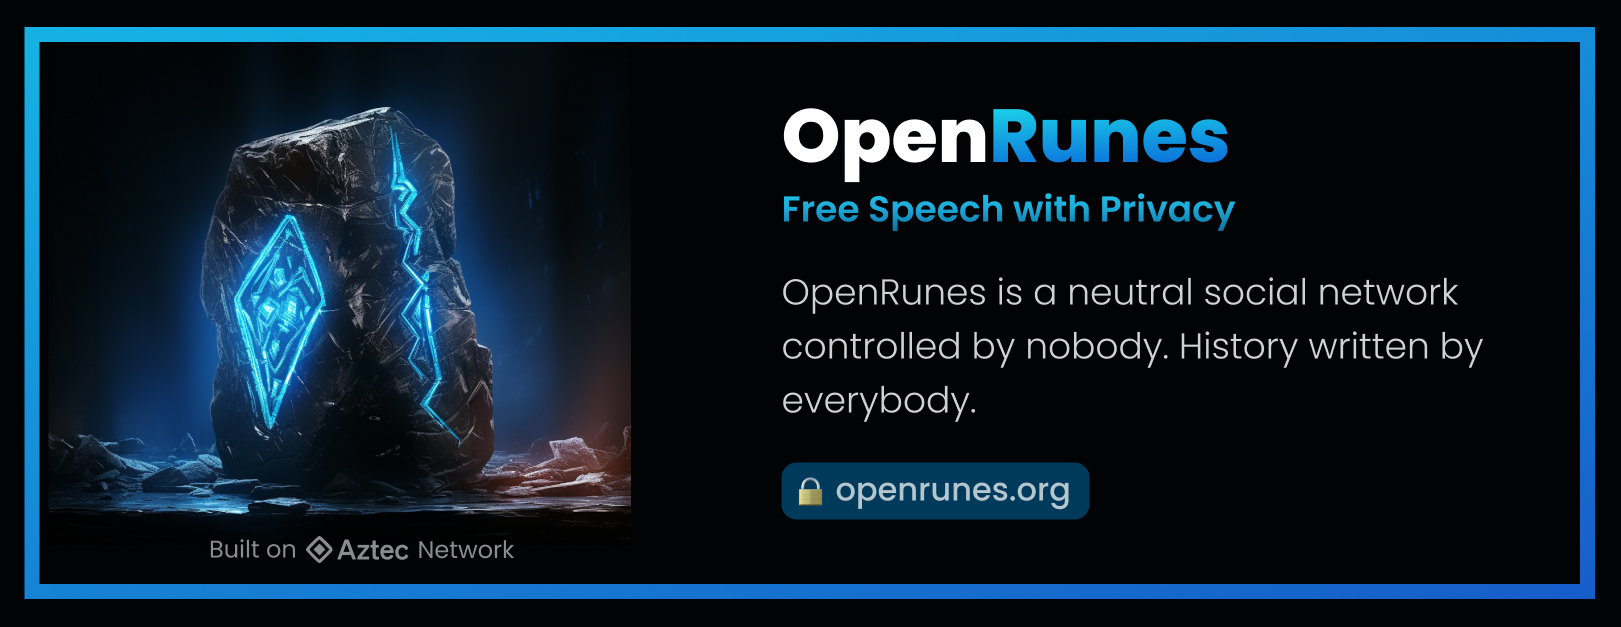 OpenRunes
Free Speech with Privacy
OpenRunes is a neutral social network
controlled by nobody. History written by
everybody.
openrunes.org
Built on Aztec Network